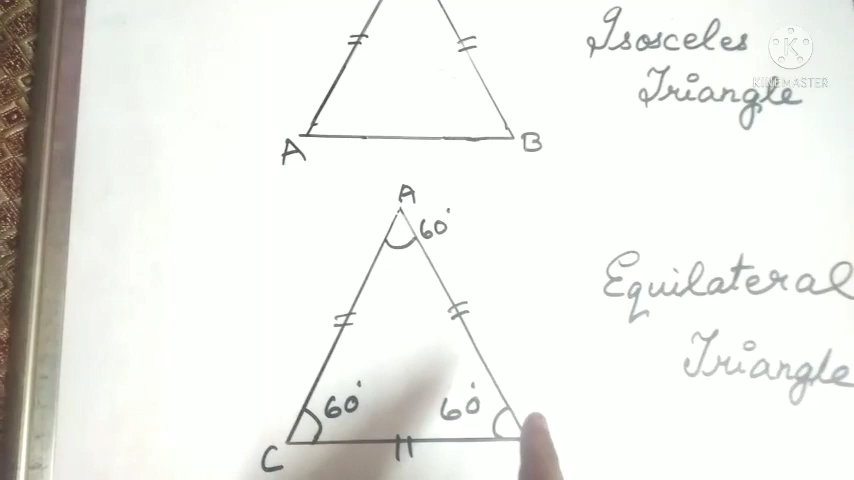 Isosceles
Triangle
K
KINEMASTER
A
B
A
60°
Equilateral
Triangle
60°
60°
C